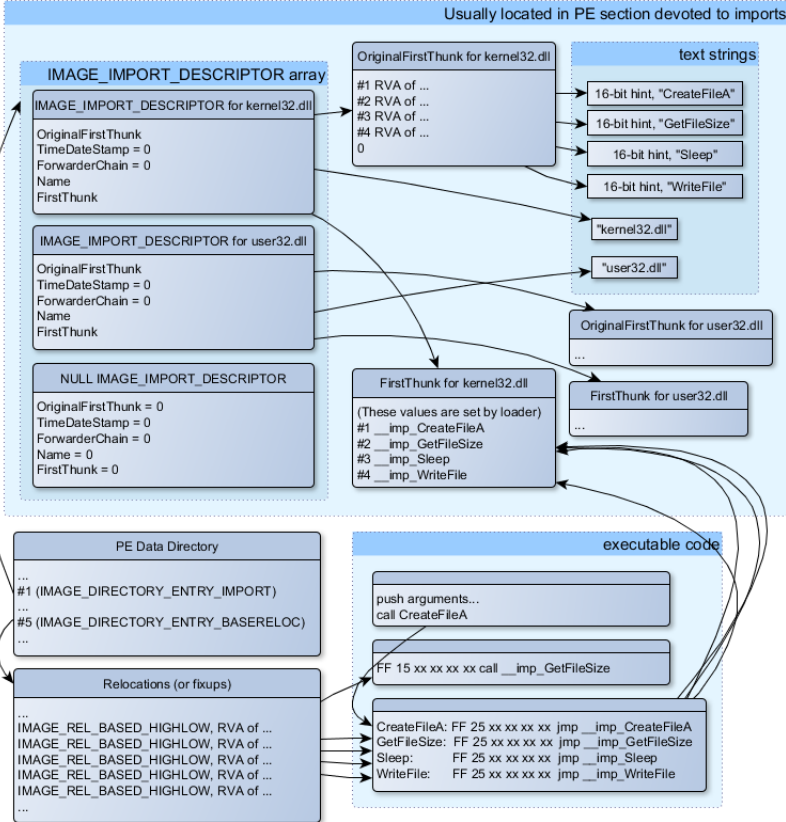 Usually located in PE section devoted to imports
IMAGE_IMPORT_DESCRIPTOR array
IMAGE_IMPORT_DESCRIPTOR for kernel32.dll
OriginalFirstThunk
TimeDateStamp = 0
ForwarderChain = 0
Name
FirstThunk
IMAGE_IMPORT_DESCRIPTOR for user32.dll
OriginalFirstThunk
TimeDateStamp = 0
ForwarderChain = 0
Name
FirstThunk
NULL IMAGE_IMPORT_DESCRIPTOR
OriginalFirstThunk = 0
TimeDateStamp = 0
ForwarderChain = 0
Name = 0
FirstThunk = 0
OriginalFirstThunk for kernel32.dll
#1 RVA of ...
#2 RVA of ...
#3 RVA of ...
#4 RVA of ...
0
text strings
16-bit hint, "CreateFileA"
16-bit hint, "GetFileSize"
16-bit hint, "Sleep"
16-bit hint, "WriteFile"
"kernel32.dll"
"user32.dll"
OriginalFirstThunk for user32.dll
...
FirstThunk for kernel32.dll
(These values are set by loader)
#1 __imp_CreateFileA
#2 __imp_GetFileSize
#3 __imp_Sleep
#4 __imp_WriteFile
FirstThunk for user32.dll
...
PE Data Directory
...
#1 (IMAGE_DIRECTORY_ENTRY_IMPORT)
...
#5 (IMAGE_DIRECTORY_ENTRY_BASERELOC)
...
Relocations (or fixups)
...
IMAGE_REL_BASED_HIGHLOW, RVA of ...
IMAGE_REL_BASED_HIGHLOW, RVA of ...
IMAGE_REL_BASED_HIGHLOW, RVA of ...
IMAGE_REL_BASED_HIGHLOW, RVA of ...
IMAGE_REL_BASED_HIGHLOW, RVA of ...
...
executable code
push arguments...
call CreateFileA
FF 15 xx xx xx xx call __imp_GetFileSize
CreateFileA: FF 25 xx xx xx xx jmp __imp_CreateFileA
GetFileSize: FF 25 xx xx xx xx jmp __imp_GetFileSize
Sleep: FF 25 xx xx xx xx jmp __imp_Sleep
WriteFile: FF 25 xx xx xx xx jmp __imp_WriteFile